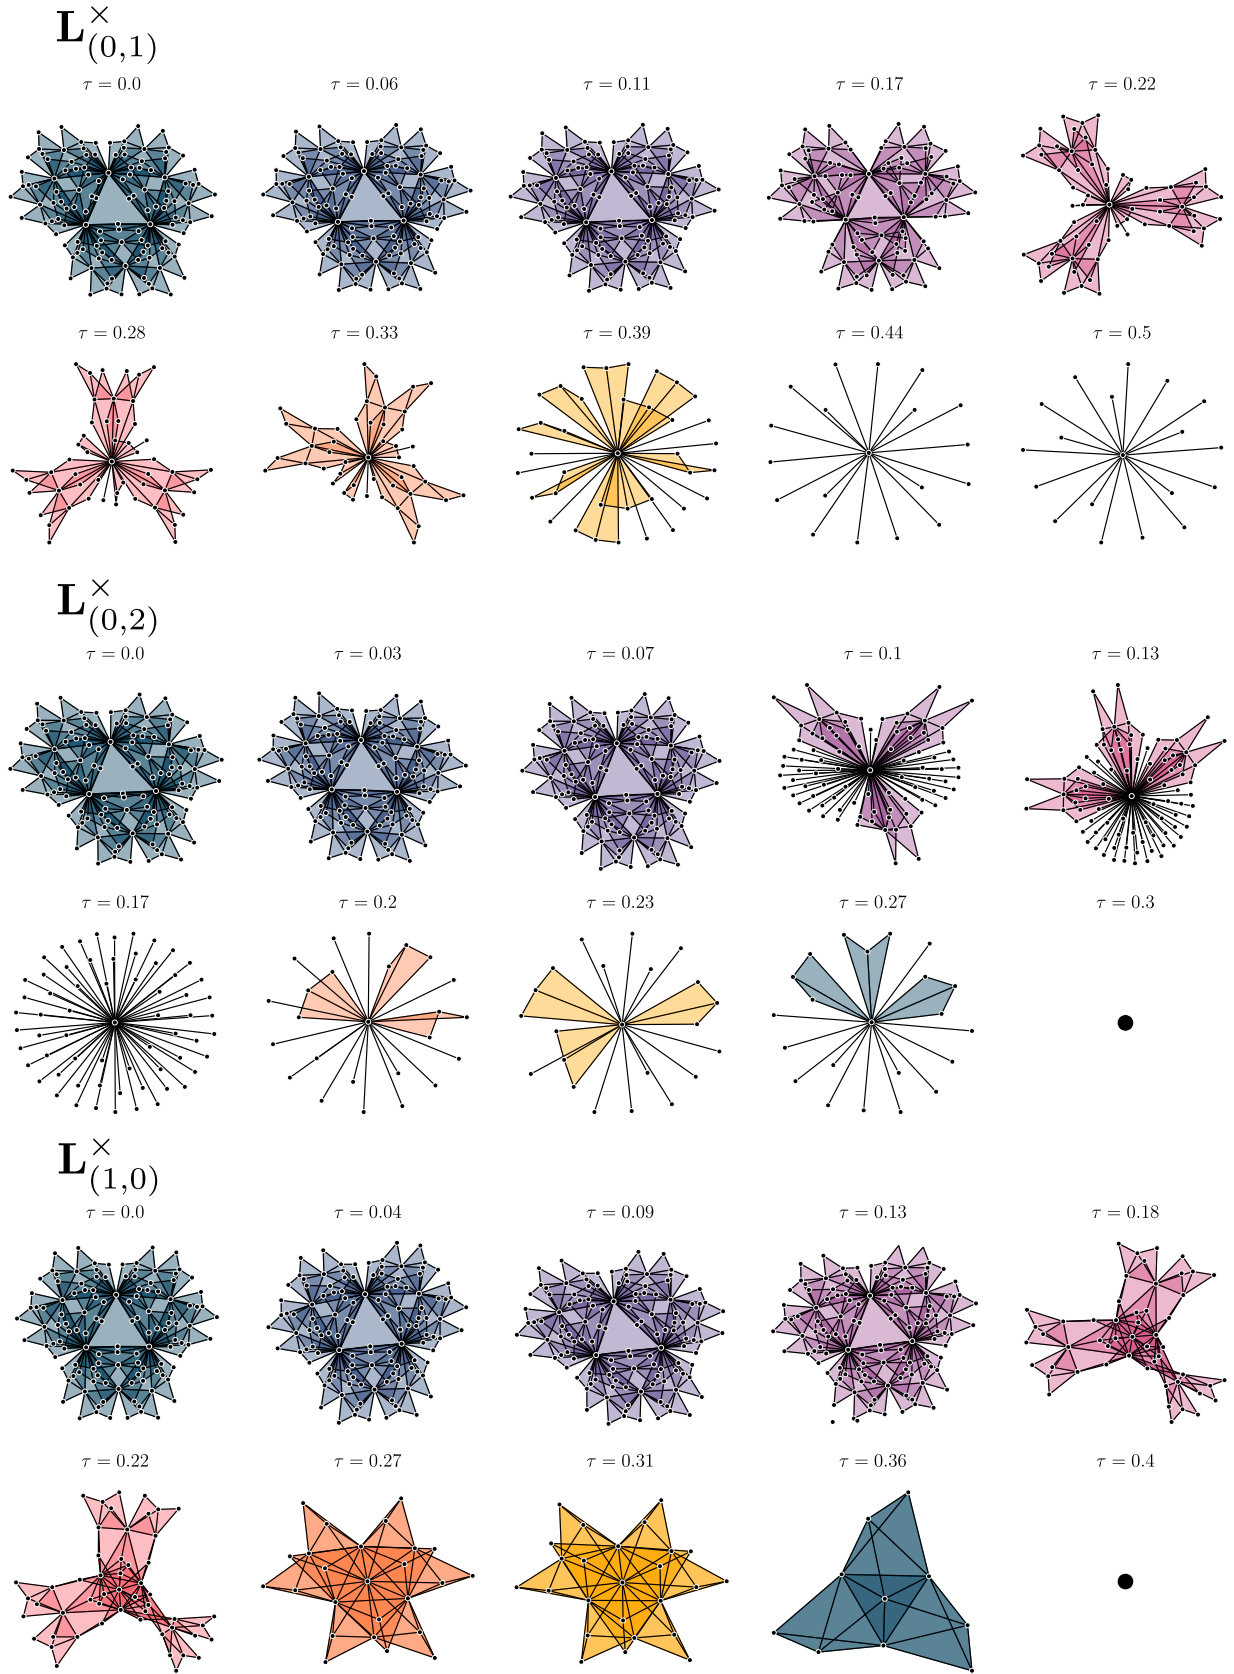 L×(0,1)
τ = 0.0 τ = 0.06 τ = 0.11 τ = 0.17 τ = 0.22
τ = 0.28 τ = 0.33 τ = 0.39 τ = 0.44 τ = 0.5
L×(0,2)
τ = 0.0 τ = 0.03 τ = 0.07 τ = 0.1 τ = 0.13
τ = 0.17 τ = 0.2 τ = 0.23 τ = 0.27 τ = 0.3
L×(1,0)
τ = 0.0 τ = 0.04 τ = 0.09 τ = 0.13 τ = 0.18
τ = 0.22 τ = 0.27 τ = 0.31 τ = 0.36 τ = 0.4